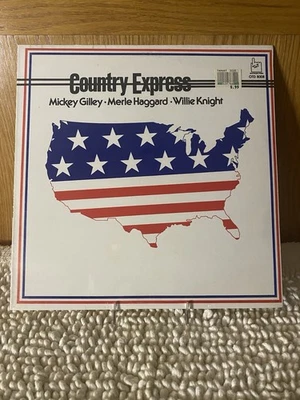 Country Express
Mickey Gilley · Merle Haggard · Willie Knight